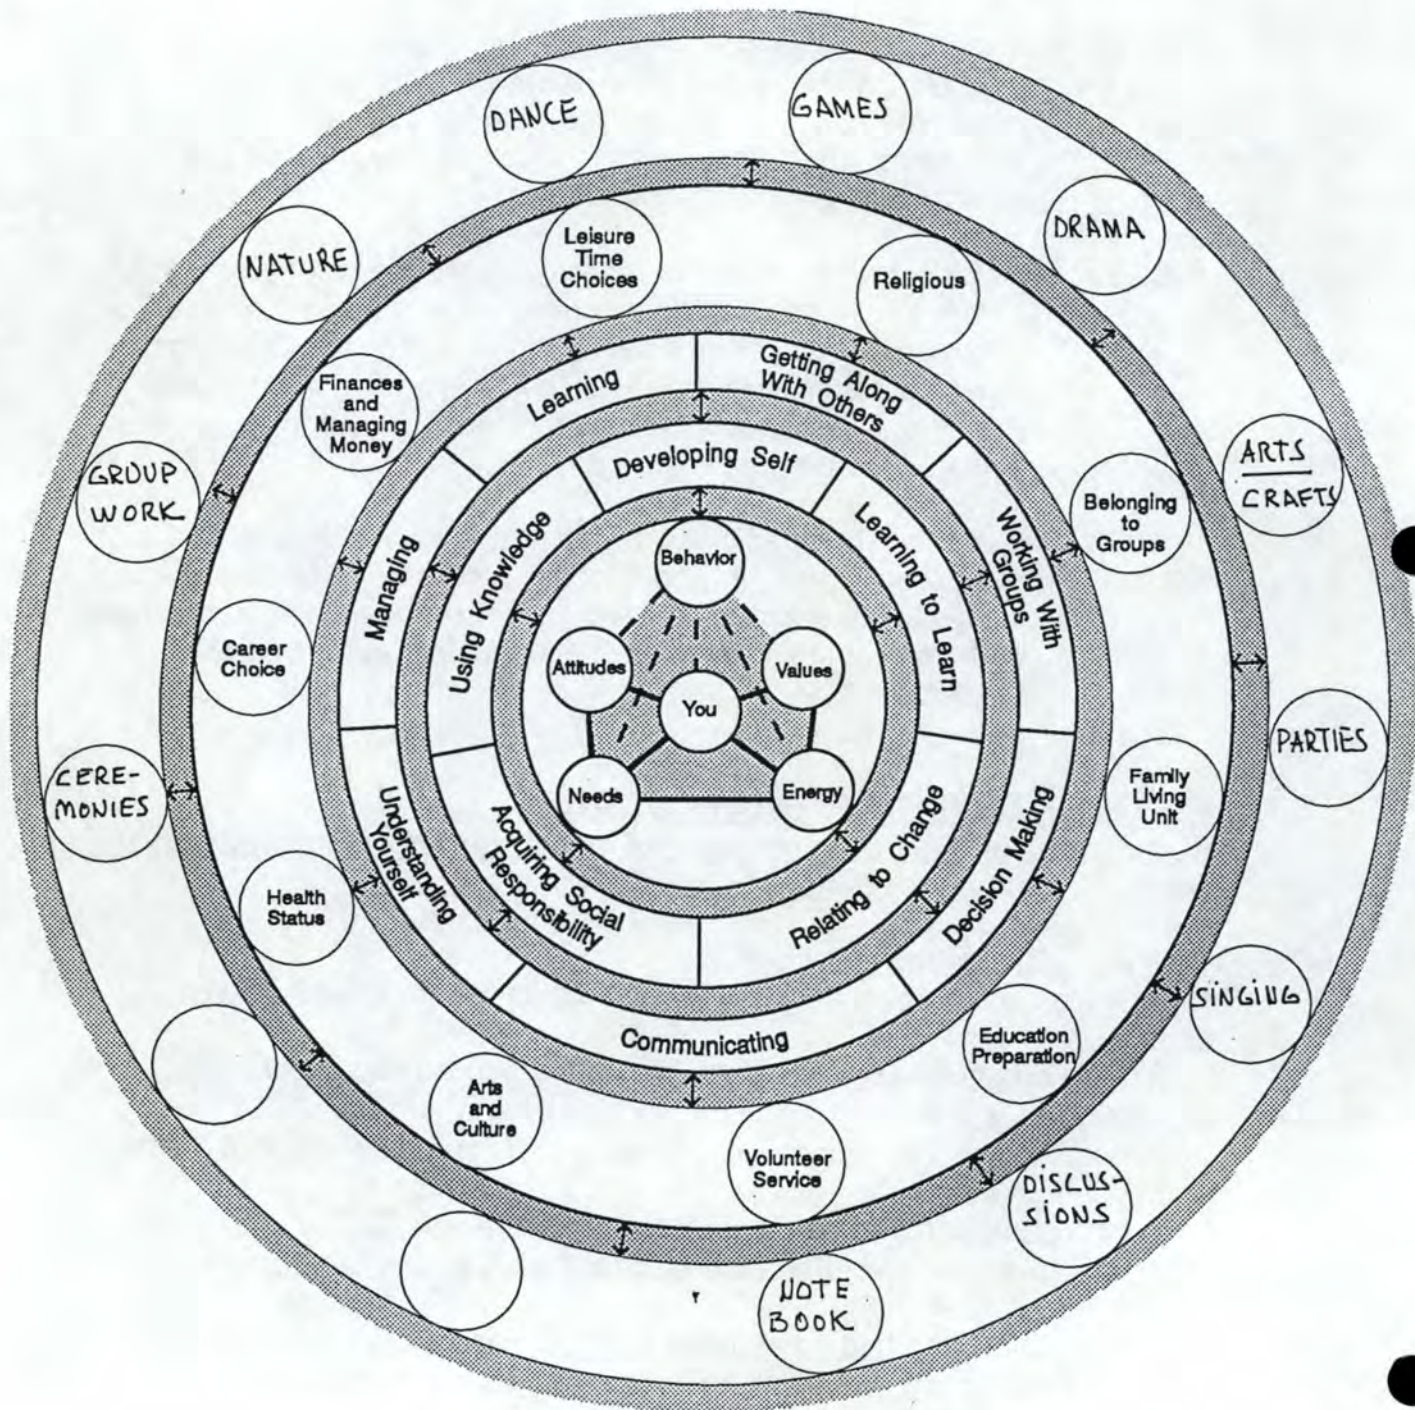 DANCE
GAMES
NATURE
DRAMA
GROUP
WORK
ARTS
CRAFTS
CERE-
MONIES
PARTIES
SINGING
DISCUS-
SIONS
NOTE
BOOK
Leisure
Time
Choices
Religious
Finances
and
Managing
Money
Belonging
to
Groups
Career
Choice
Family
Living
Unit
Health
Status
Education
Preparation
Arts
and
Culture
Volunteer
Service
Learning
Getting Along
With Others
Managing
Working With
Groups
Understanding
Yourself
Decision Making
Communicating
Developing Self
Using Knowledge
Learning to Learn
Acquiring Social
Responsibility
Relating to Change
Behavior
Attitudes
Values
You
Needs
Energy